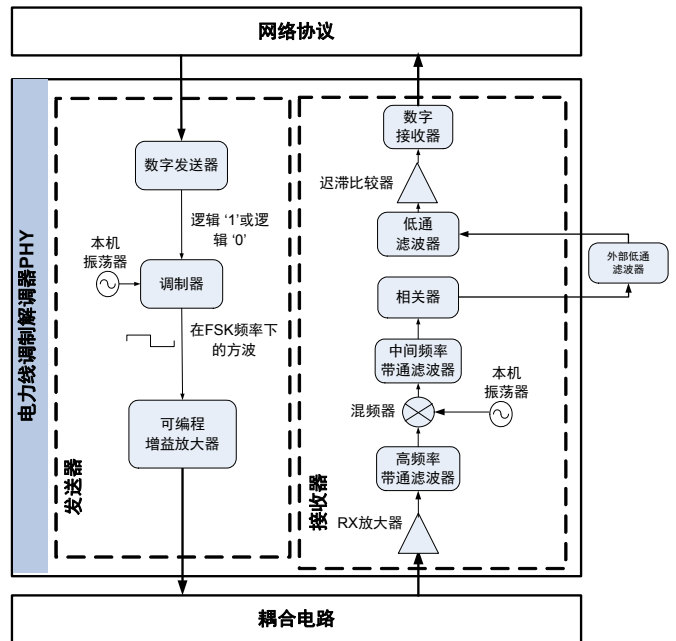 网络协议
电力线调制解调器PHY
发送器
数字发送器
逻辑 ‘1’或逻
辑 ‘0’
本机
振荡器
调制器
在FSK频率下
的方波
可编程
增益放大器
接收器
数字
接收器
迟滞比较器
低通
滤波器
外部低通
滤波器
相关器
中间频率
带通滤波器
本机
振荡器
混频器
高频率
带通滤波器
RX放大器
耦合电路